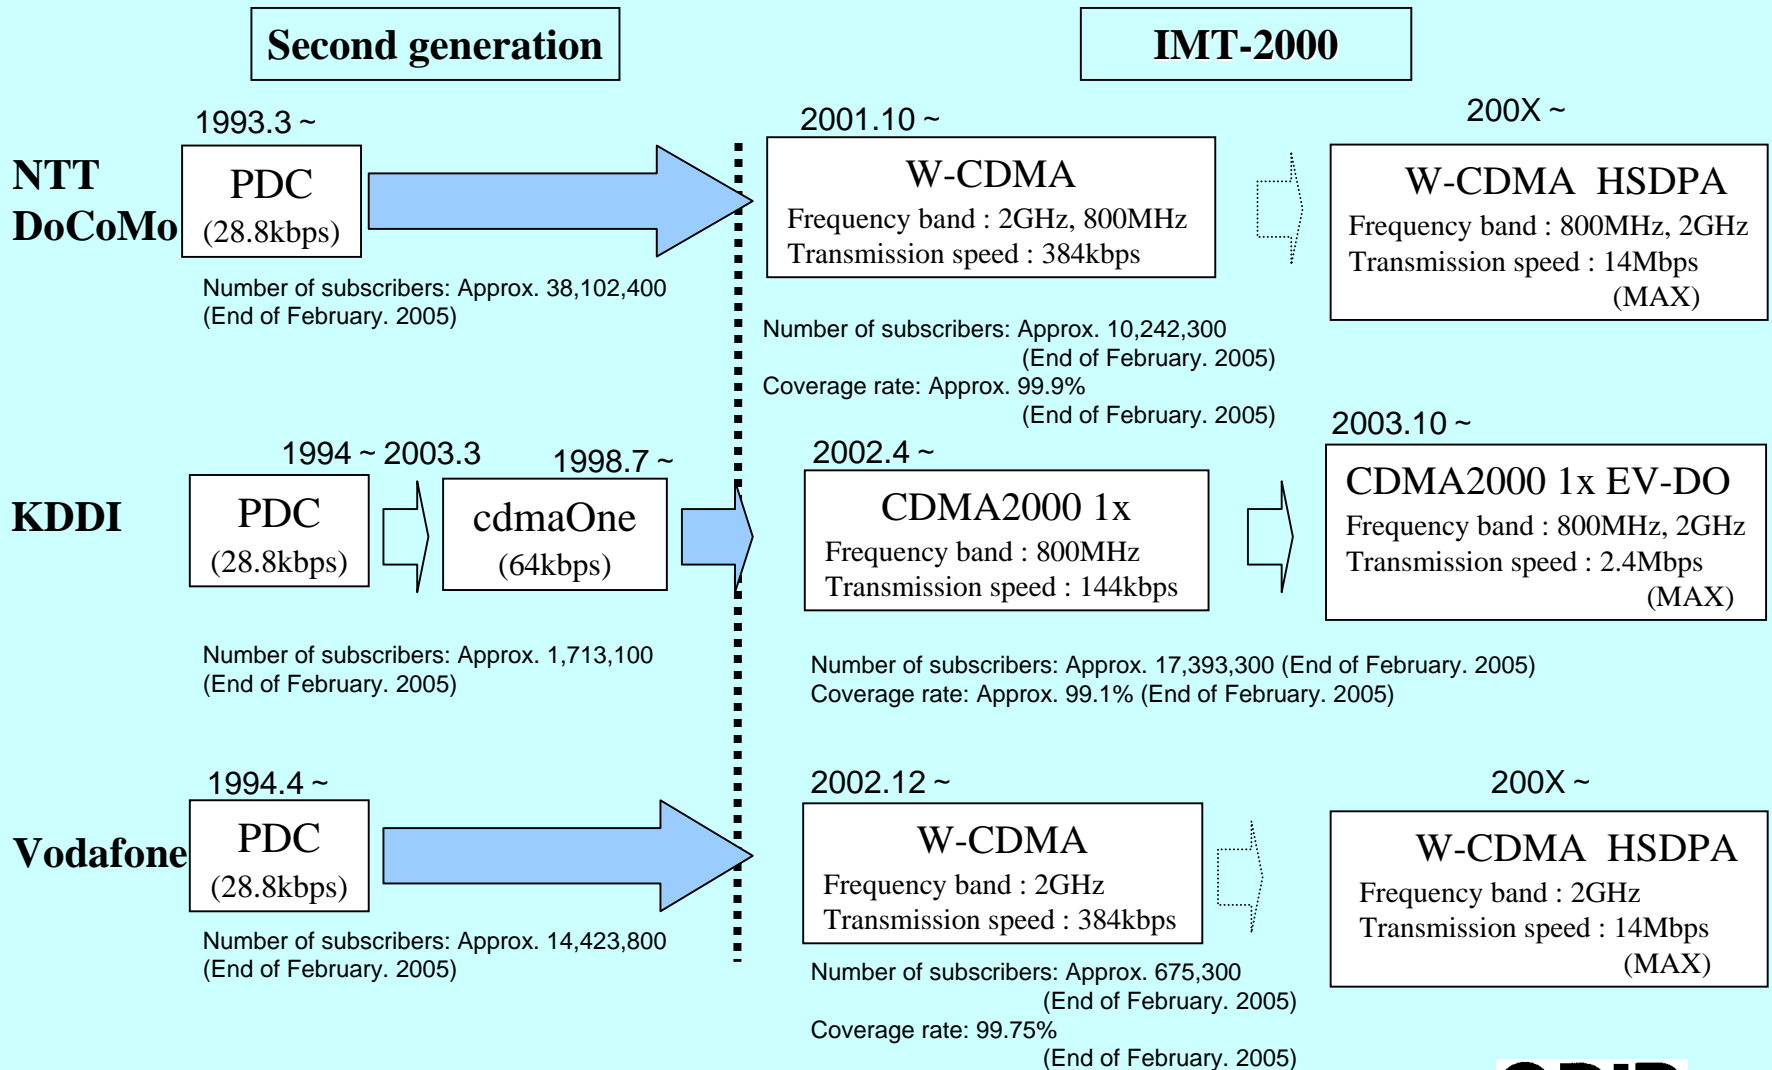 Second generation
IMT-2000
NTT
DoCoMo
1993.3 ~
PDC
(28.8kbps)
Number of subscribers: Approx. 38,102,400
(End of February. 2005)
2001.10 ~
W-CDMA
Frequency band : 2GHz, 800MHz
Transmission speed : 384kbps
Number of subscribers: Approx. 10,242,300
(End of February. 2005)
Coverage rate: Approx. 99.9%
(End of February. 2005)
200X ~
W-CDMA HSDPA
Frequency band : 800MHz, 2GHz
Transmission speed : 14Mbps
(MAX)
KDDI
1994 ~ 2003.3
PDC
(28.8kbps)
1998.7 ~
cdmaOne
(64kbps)
Number of subscribers: Approx. 1,713,100
(End of February. 2005)
2002.4 ~
CDMA2000 1x
Frequency band : 800MHz
Transmission speed : 144kbps
2003.10 ~
CDMA2000 1x EV-DO
Frequency band : 800MHz, 2GHz
Transmission speed : 2.4Mbps
(MAX)
Number of subscribers: Approx. 17,393,300 (End of February. 2005)
Coverage rate: Approx. 99.1% (End of February. 2005)
Vodafone
1994.4 ~
PDC
(28.8kbps)
Number of subscribers: Approx. 14,423,800
(End of February. 2005)
2002.12 ~
W-CDMA
Frequency band : 2GHz
Transmission speed : 384kbps
Number of subscribers: Approx. 675,300
(End of February. 2005)
Coverage rate: 99.75%
(End of February. 2005)
200X ~
W-CDMA HSDPA
Frequency band : 2GHz
Transmission speed : 14Mbps
(MAX)